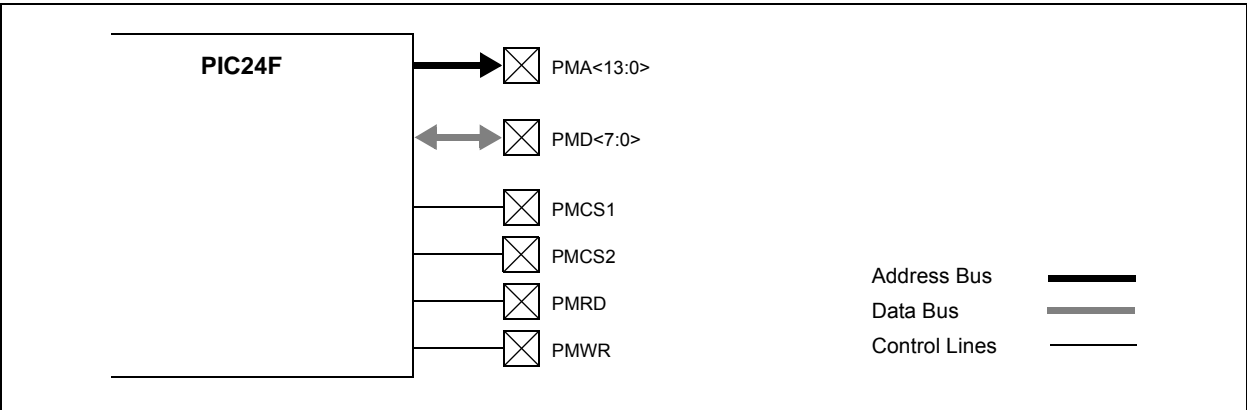 PIC24F
PMA<13:0>
PMD<7:0>
PMCS1
PMCS2
PMRD
PMWR
Address Bus
Data Bus
Control Lines